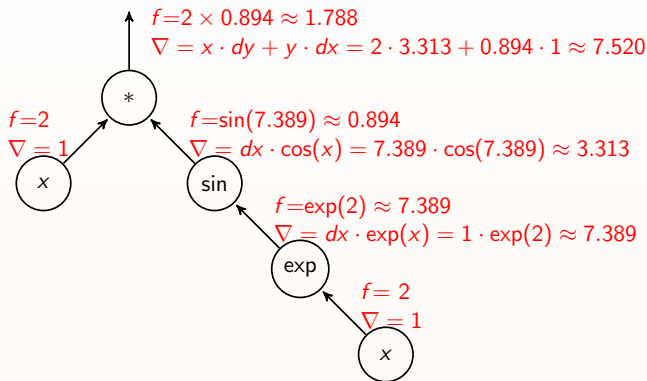 f=2 × 0.894 ≈ 1.788
∇ = x · dy + y · dx = 2 · 3.313 + 0.894 · 1 ≈ 7.520
*
f=2
∇ = 1
x
f=sin(7.389) ≈ 0.894
∇ = dx · cos(x) = 7.389 · cos(7.389) ≈ 3.313
sin
f=exp(2) ≈ 7.389
∇ = dx · exp(x) = 1 · exp(2) ≈ 7.389
exp
f= 2
∇ = 1
x